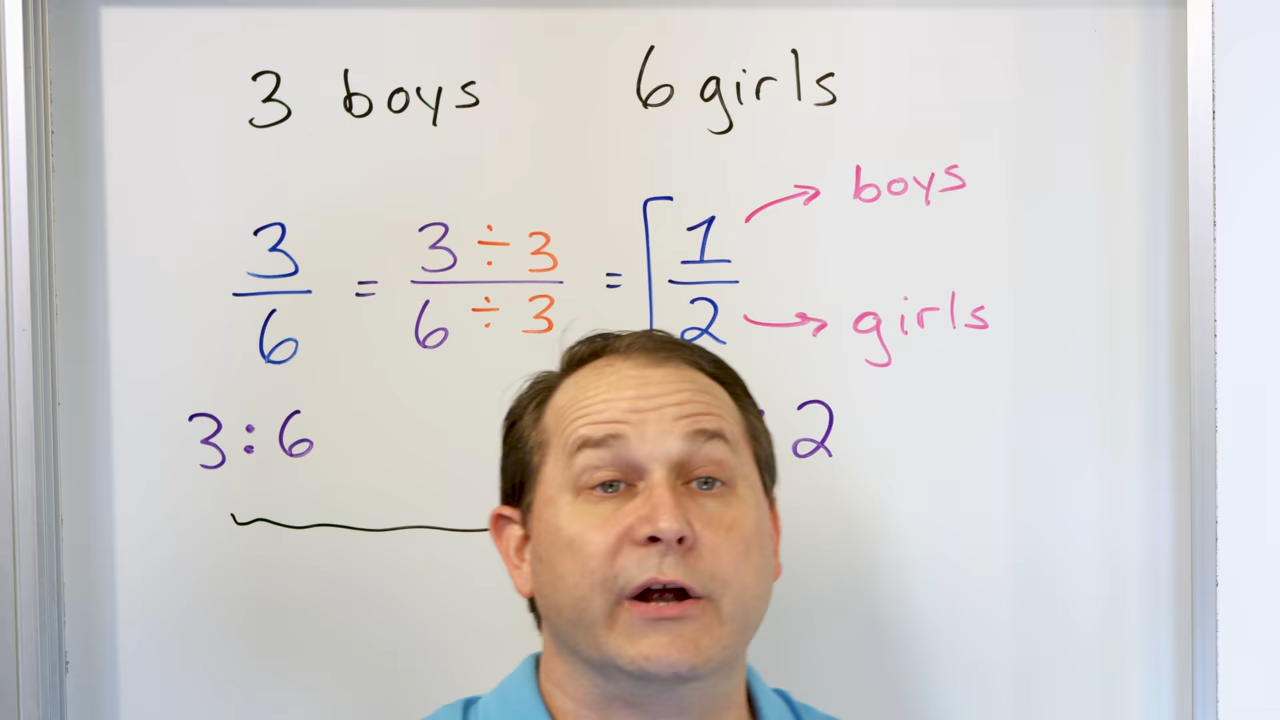 3 boys 6 girls
3/6 = 3 ÷ 3 / 6 ÷ 3 = 1/2
→ boys
→ girls
3:6 : 2